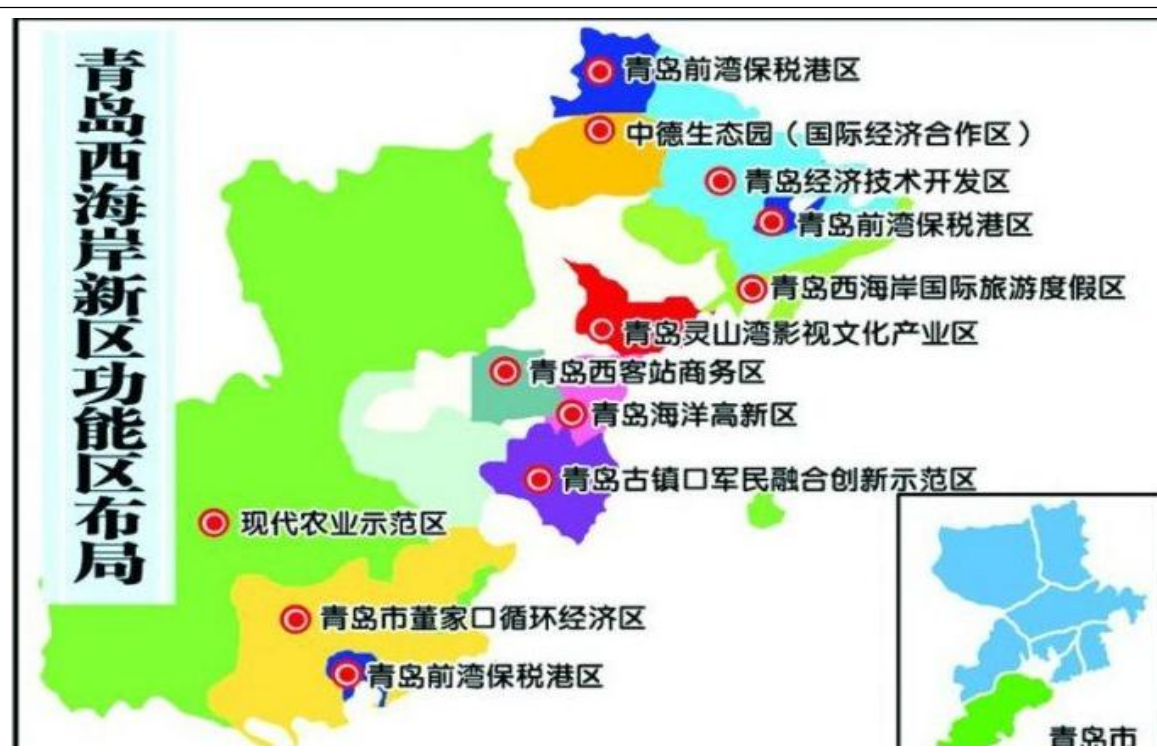 青岛西海岸新区功能区布局
青岛前湾保税港区
中德生态园（国际经济合作区）
青岛经济技术开发区
青岛前湾保税港区
青岛西海岸国际旅游度假区
青岛灵山湾影视文化产业区
青岛西客站商务区
青岛海洋高新区
青岛古镇口军民融合创新示范区
现代农业示范区
青岛市董家口循环经济区
青岛前湾保税港区
青岛市